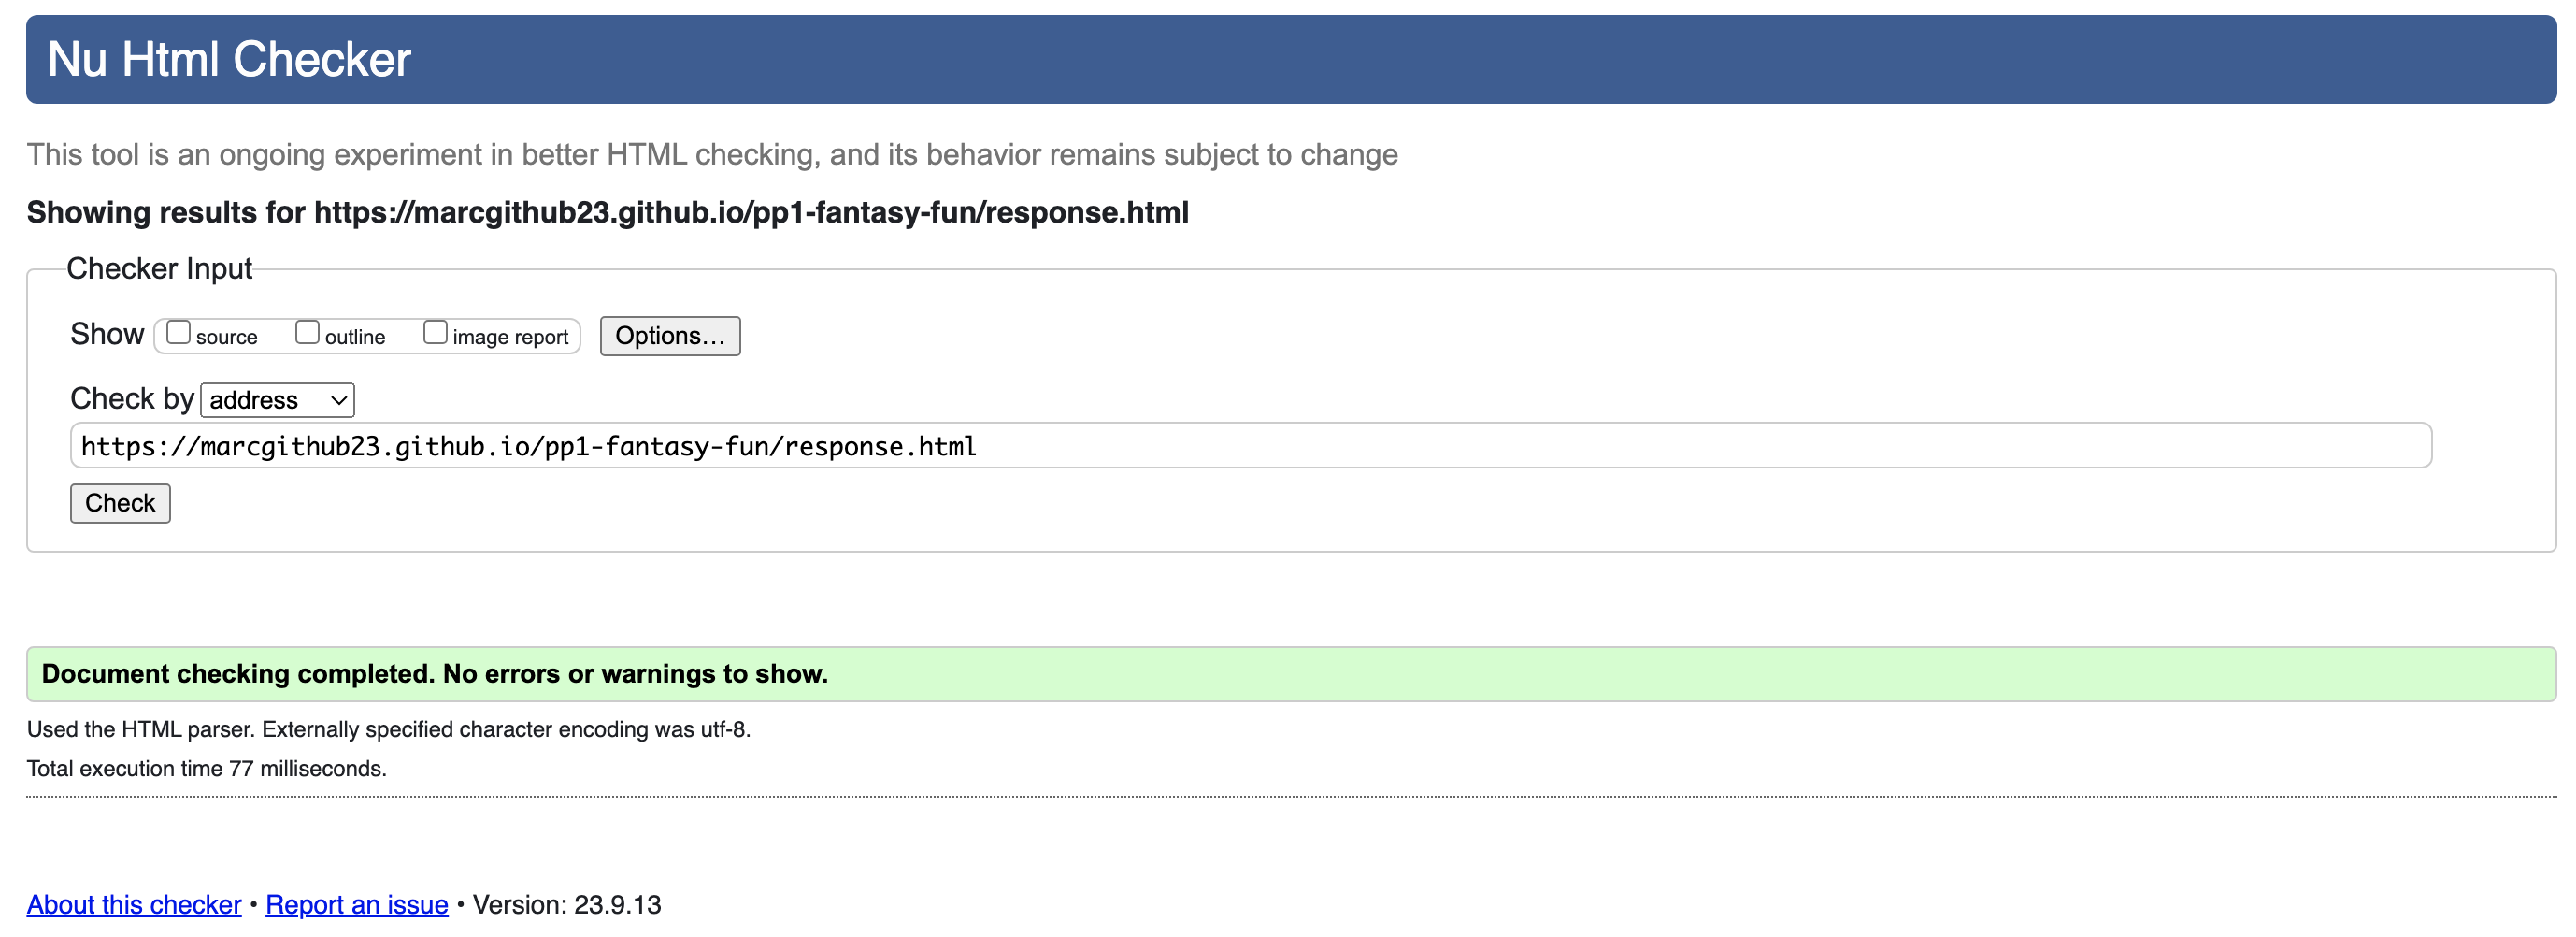 Nu Html Checker
This tool is an ongoing experiment in better HTML checking, and its behavior remains subject to change
Showing results for https://marcgithub23.github.io/pp1-fantasy-fun/response.html
Checker Input
Show source outline image report Options…
Check by address
https://marcgithub23.github.io/pp1-fantasy-fun/response.html
Check
Document checking completed. No errors or warnings to show.
Used the HTML parser. Externally specified character encoding was utf-8.
Total execution time 77 milliseconds.
About this checker • Report an issue • Version: 23.9.13